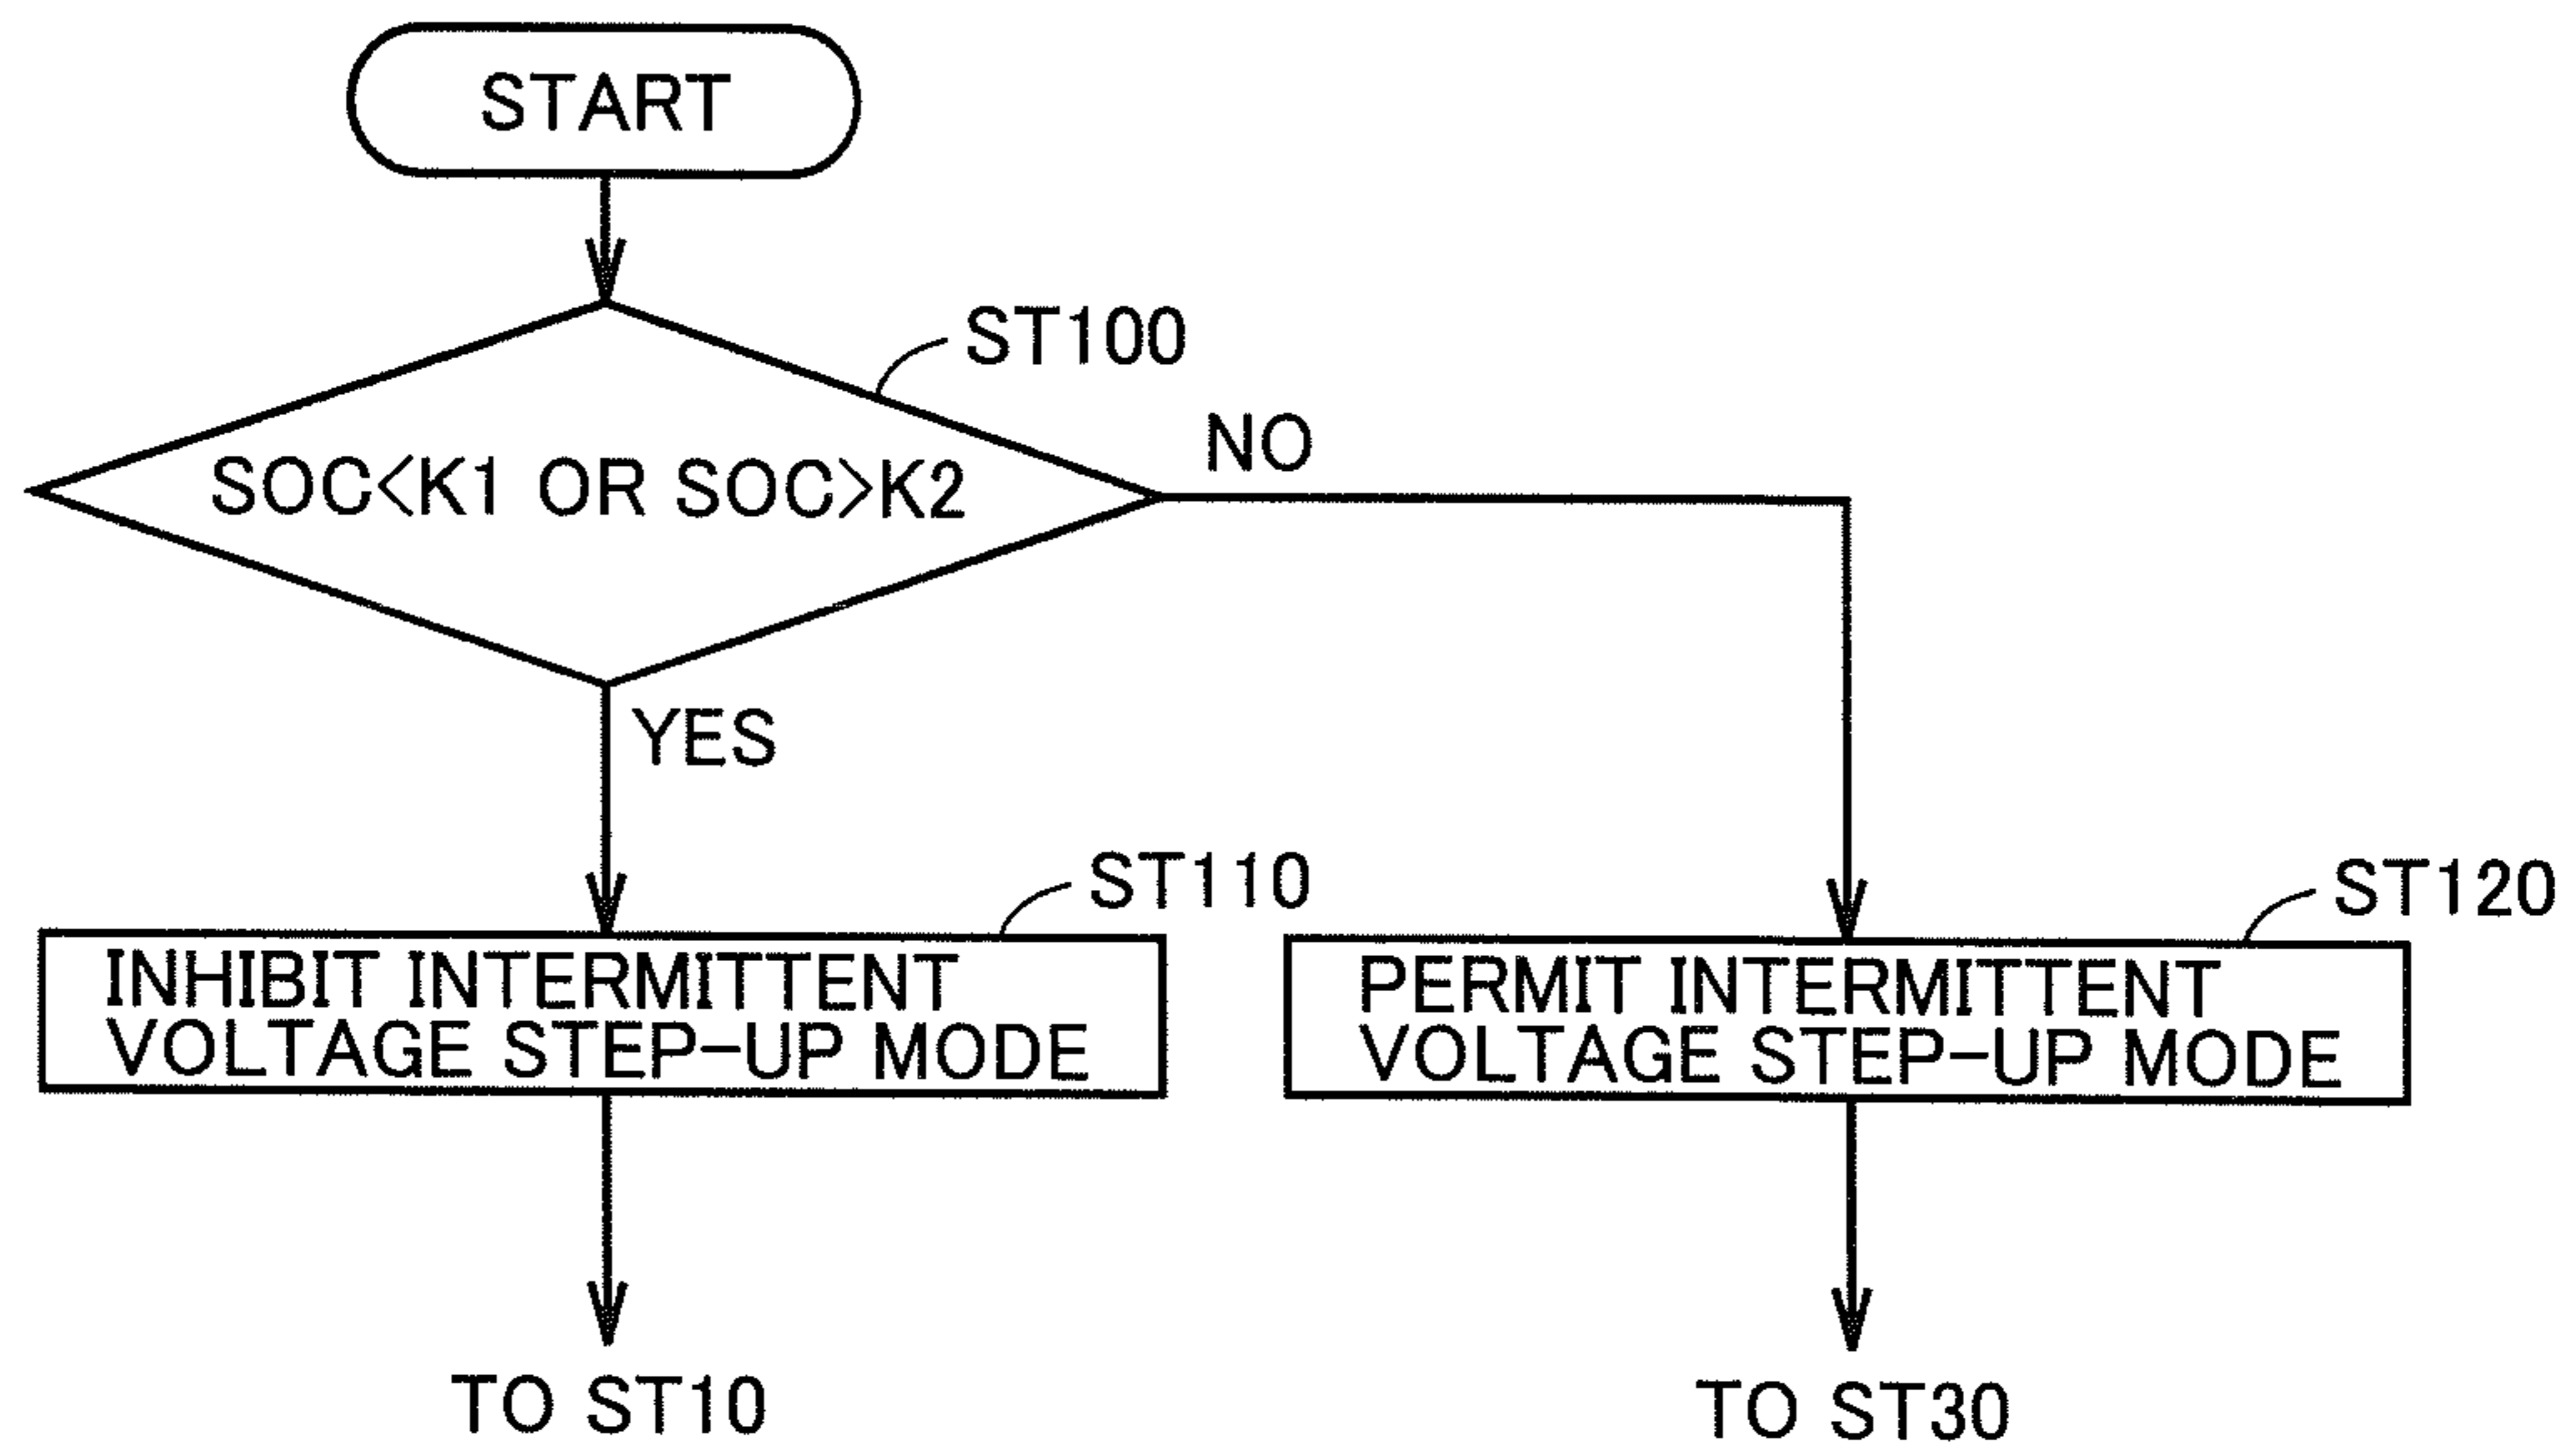 START
ST100
SOC<K1 OR SOC>K2
NO
YES
ST110
INHIBIT INTERMITTENT
VOLTAGE STEP-UP MODE
ST120
PERMIT INTERMITTENT
VOLTAGE STEP-UP MODE
TO ST10
TO ST30